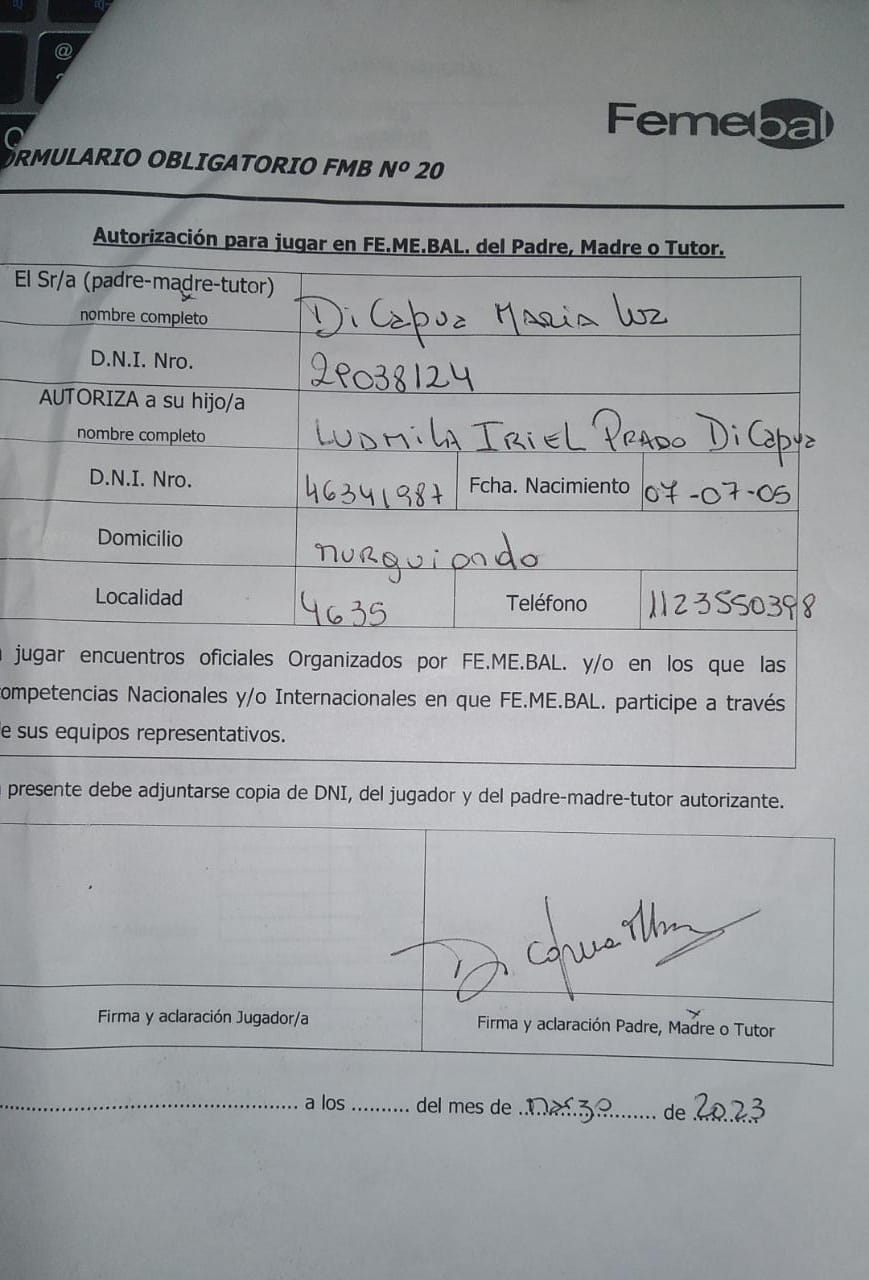 @
Q
Femebal
ORMULARIO OBLIGATORIO FMB Nº 20
Autorización para jugar en FE.ME.BAL. del Padre, Madre o Tutor.
El Sr/a (padre-madre-tutor)
nombre completo
Di Capua Maria Luz
D.N.I. Nro.
29038124
AUTORIZA a su hijo/a
nombre completo
LUDMILA IRIEL PRADO Di Capua
D.N.I. Nro.
46341987
Fcha. Nacimiento
07-07-05
Domicilio
nurguiondo
Localidad
4635
Teléfono
1123550398
jugar encuentros oficiales Organizados por FE.ME.BAL. y/o en los que las
ompetencias Nacionales y/o Internacionales en que FE.ME.BAL. participe a través
e sus equipos representativos.
presente debe adjuntarse copia de DNI, del jugador y del padre-madre-tutor autorizante.
Di Capua
Firma y aclaración Jugador/a
x
Firma y aclaración Padre, Madre o Tutor
a los .......... del mes de ..marzo........ de 2023